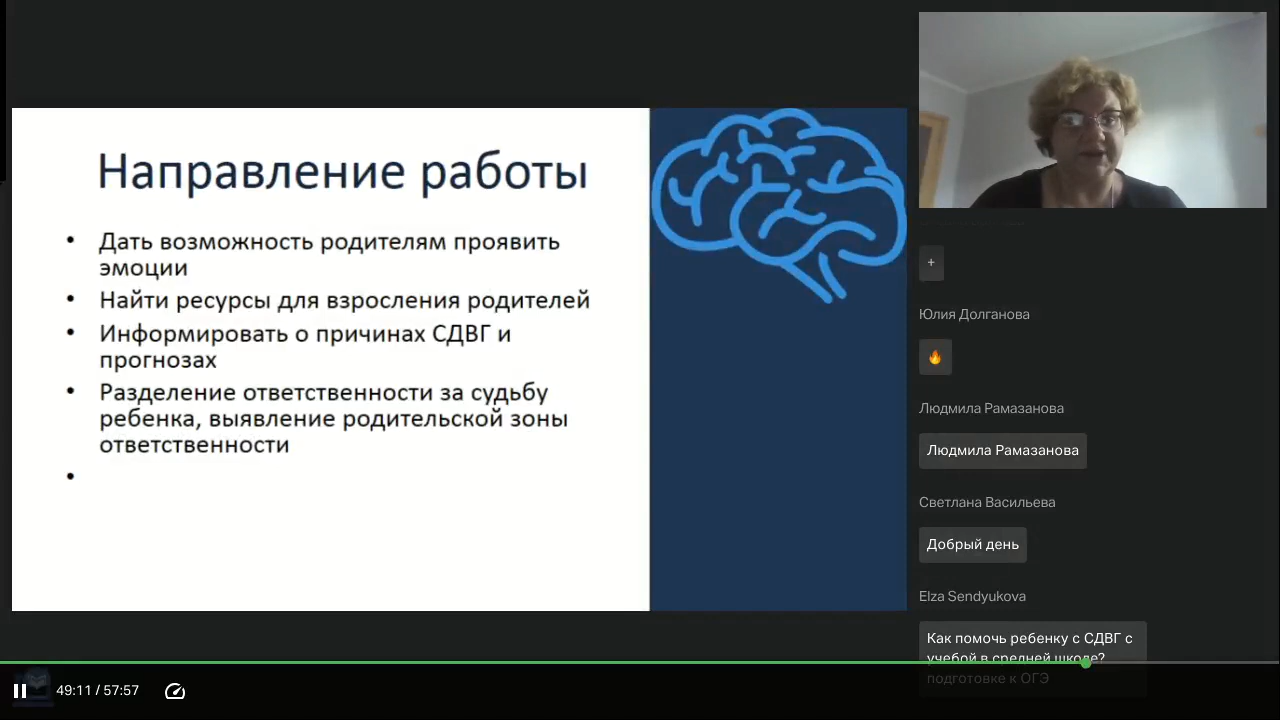 Направление работы
• Дать возможность родителям проявить
эмоции
• Найти ресурсы для взросления родителей
• Информировать о причинах СДВГ и
прогнозах
• Разделение ответственности за судьбу
ребенка, выявление родительской зоны
ответственности
•
+
Юлия Долганова
🔥
Людмила Рамазанова
Людмила Рамазанова
Светлана Васильева
Добрый день
Elza Sendyukova
Как помочь ребенку с СДВГ с
учебой в средней школе?
подготовке к ОГЭ
49:11 / 57:57